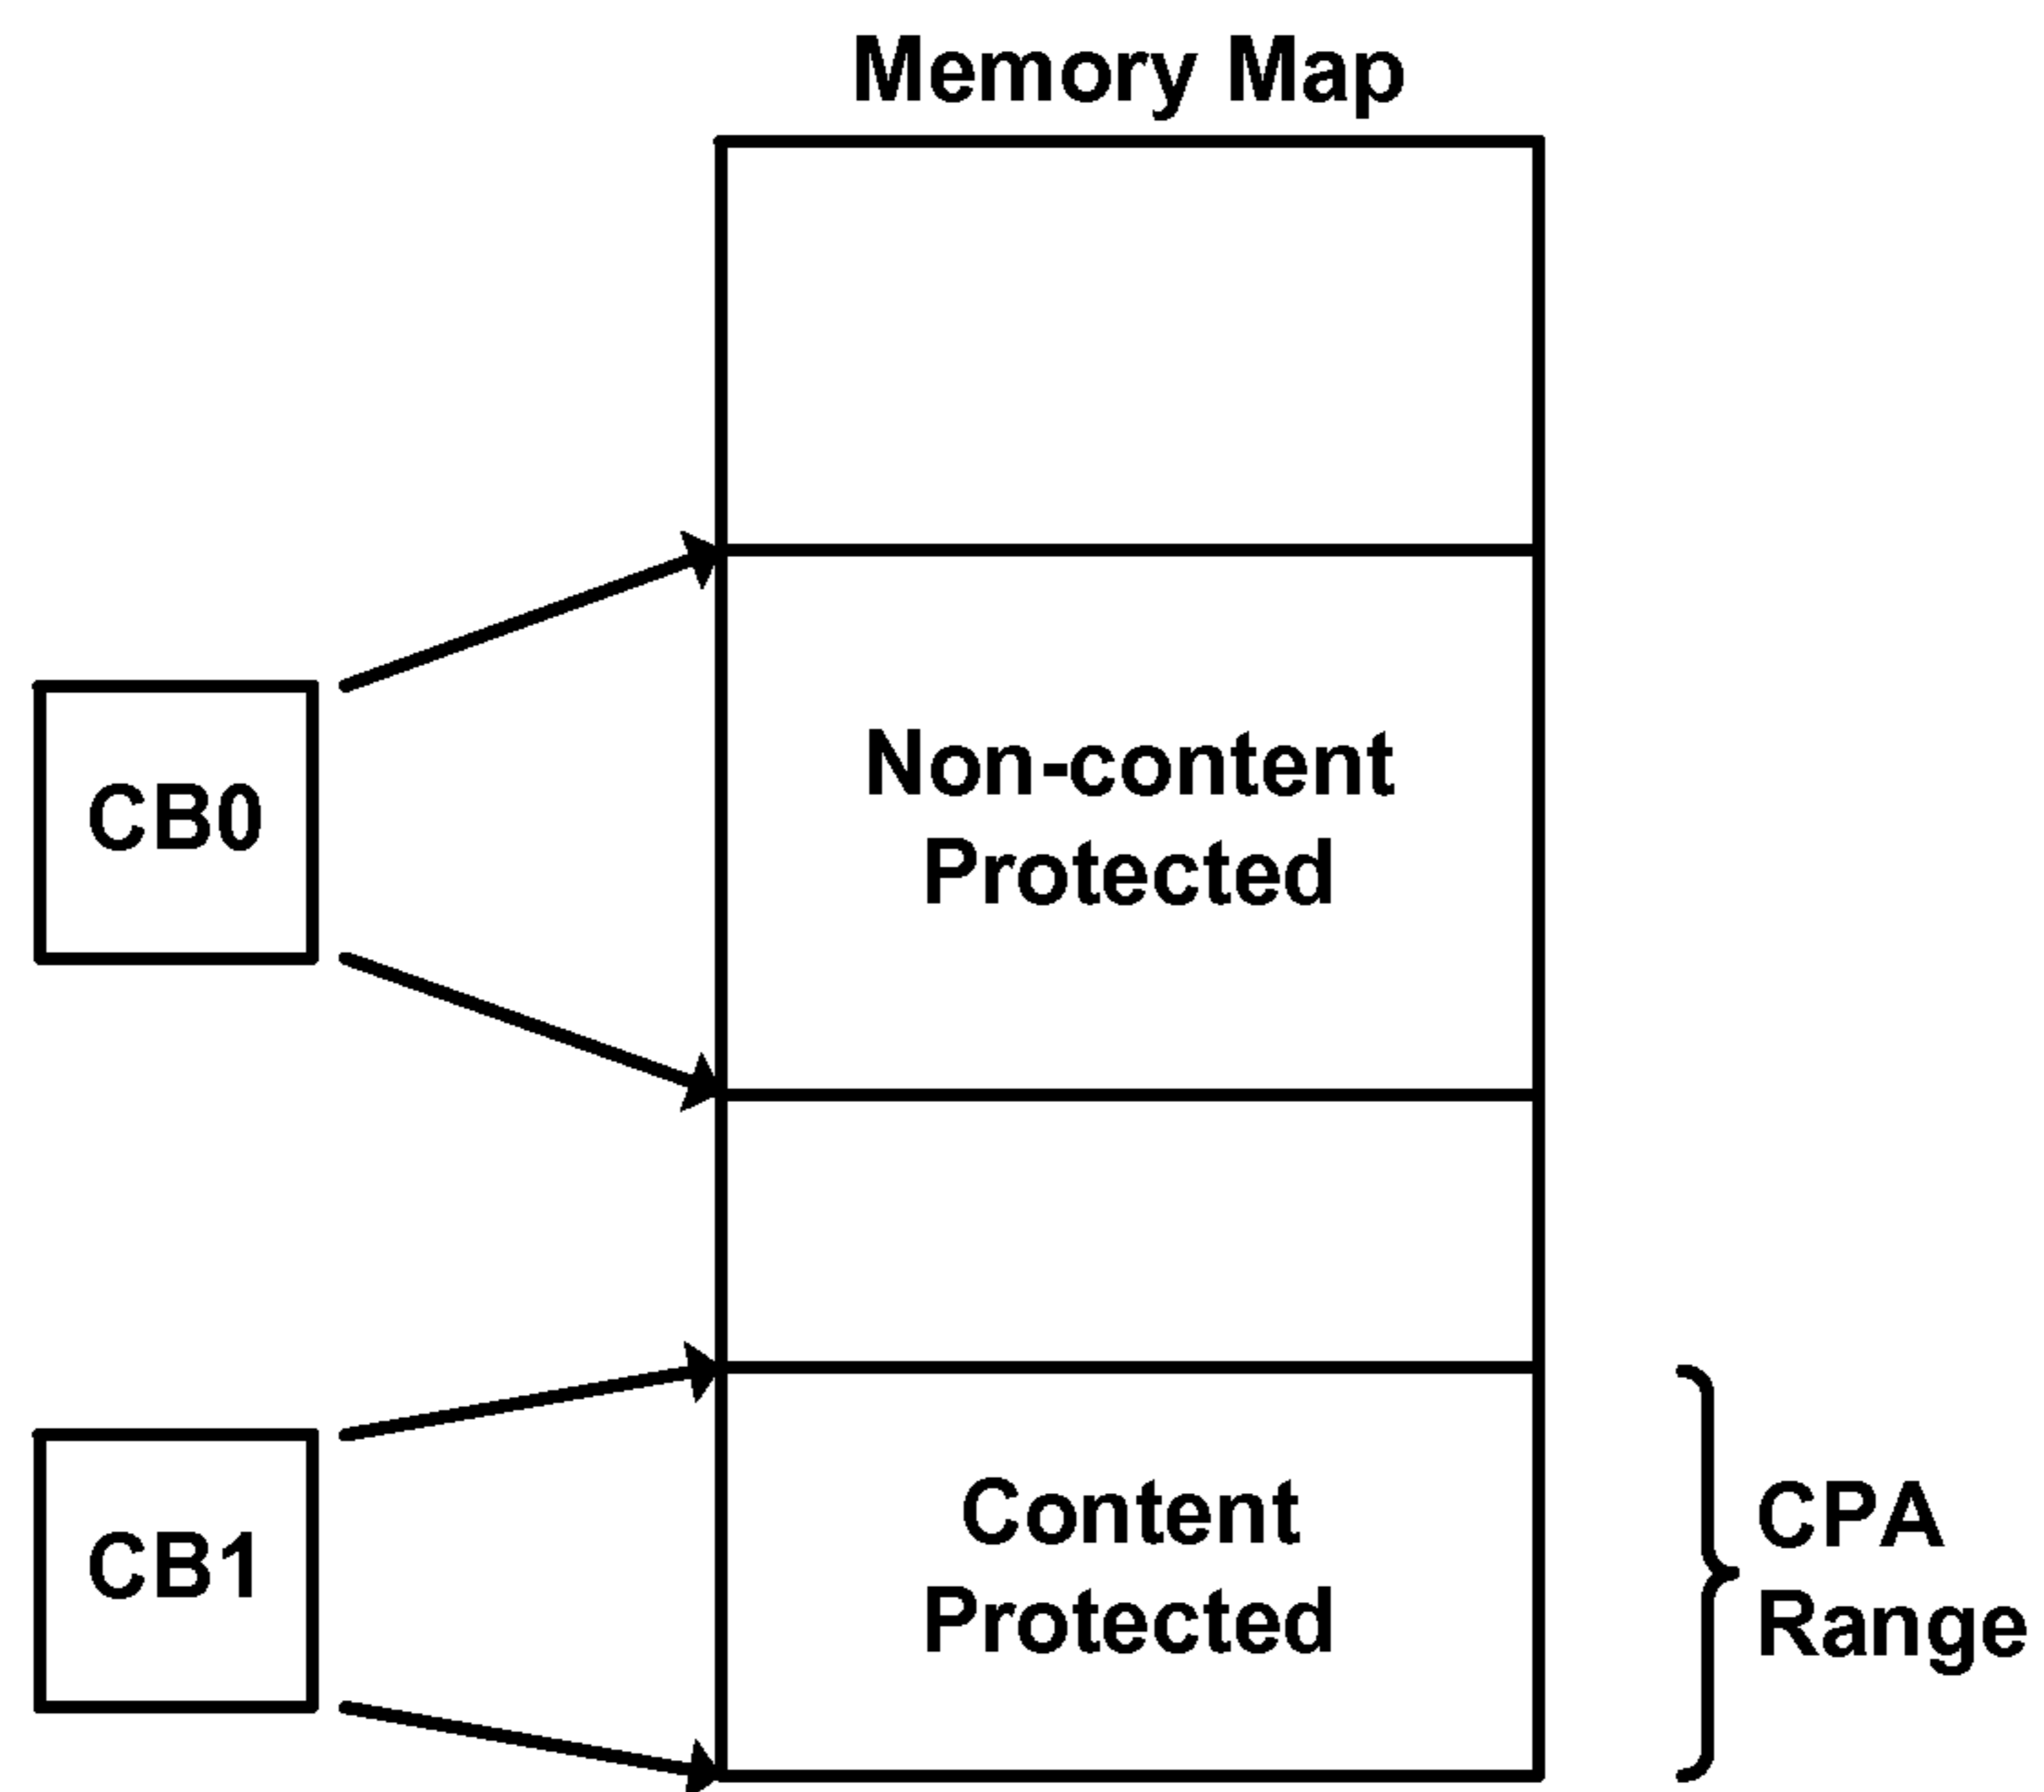 Memory Map
CB0
Non-content
Protected
CB1
Content
Protected
CPA
Range